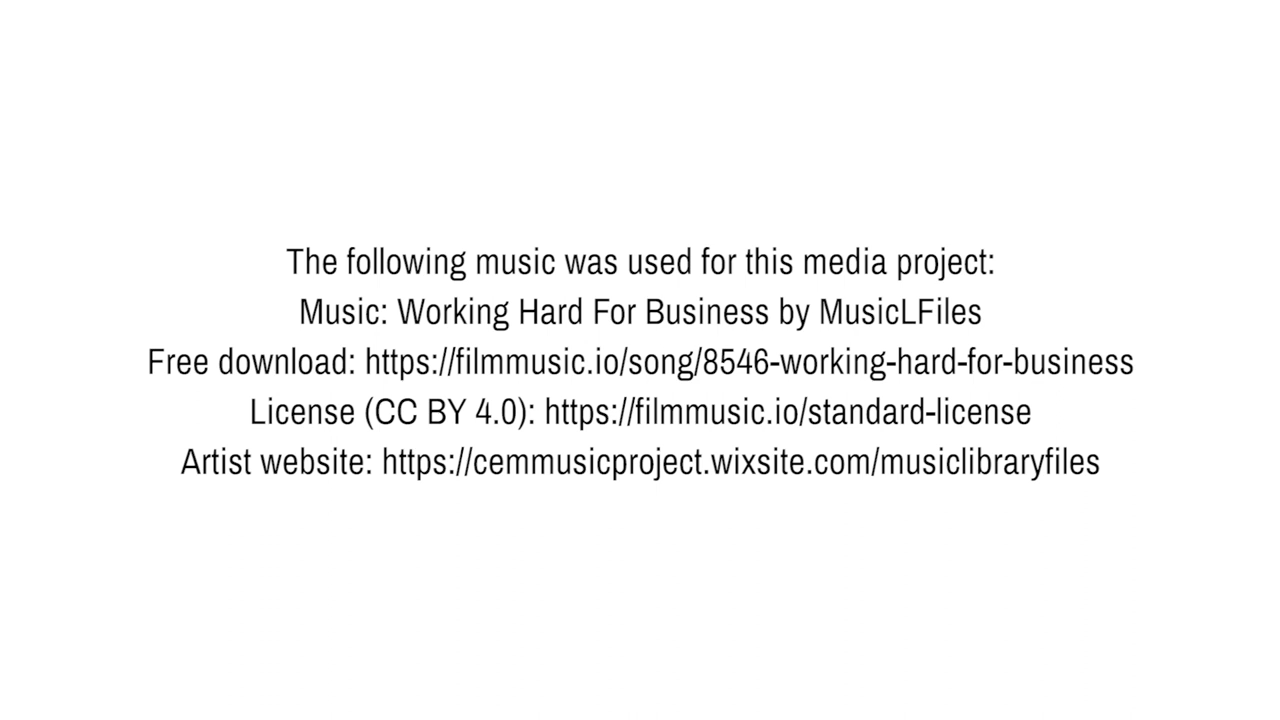 The following music was used for this media project:
Music: Working Hard For Business by MusicLFiles
Free download: https://filmmusic.io/song/8546-working-hard-for-business
License (CC BY 4.0): https://filmmusic.io/standard-license
Artist website: https://cemmusicproject.wixsite.com/musiclibraryfiles